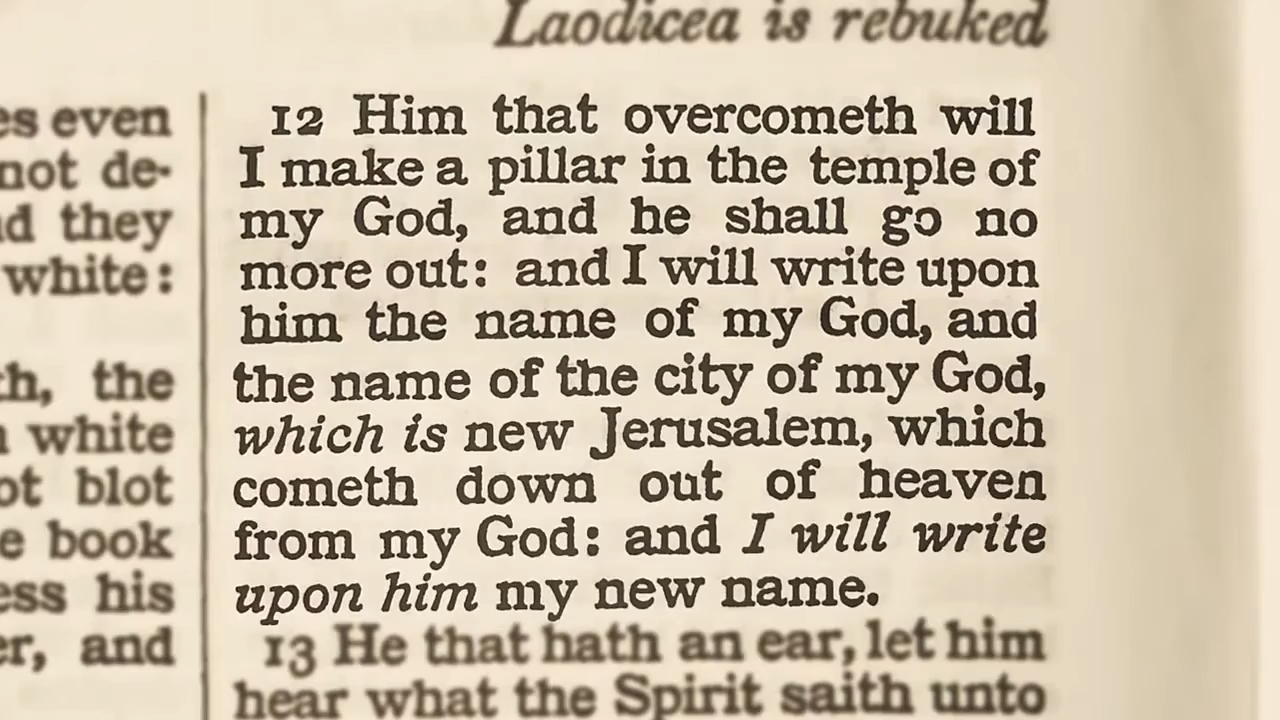 Laodicea is rebuked
es even
not de-
d they
white:
h, the
white
ot blot
e book
ess his
er, and
12 Him that overcometh will
I make a pillar in the temple of
my God, and he shall go no
more out: and I will write upon
him the name of my God, and
the name of the city of my God,
which is new Jerusalem, which
cometh down out of heaven
from my God: and I will write
upon him my new name.
13 He that hath an ear, let him
hear what the Spirit saith unto